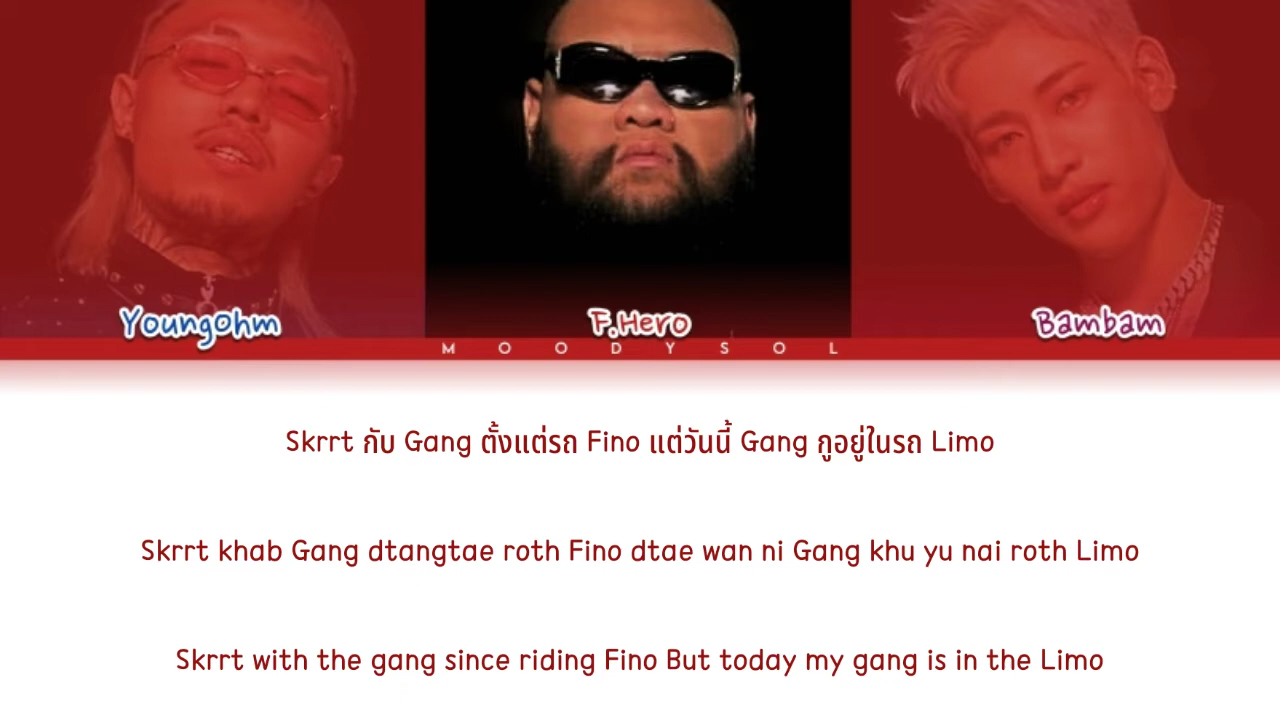 Youngohm
F.Hero
Bambam
MOODYSOL
Skrrt กับ Gang ตั้งแต่รถ Fino แต่วันนี้ Gang กูอยู่ในรถ Limo
Skrrt khab Gang dtangtae roth Fino dtae wan ni Gang khu yu nai roth Limo
Skrrt with the gang since riding Fino But today my gang is in the Limo